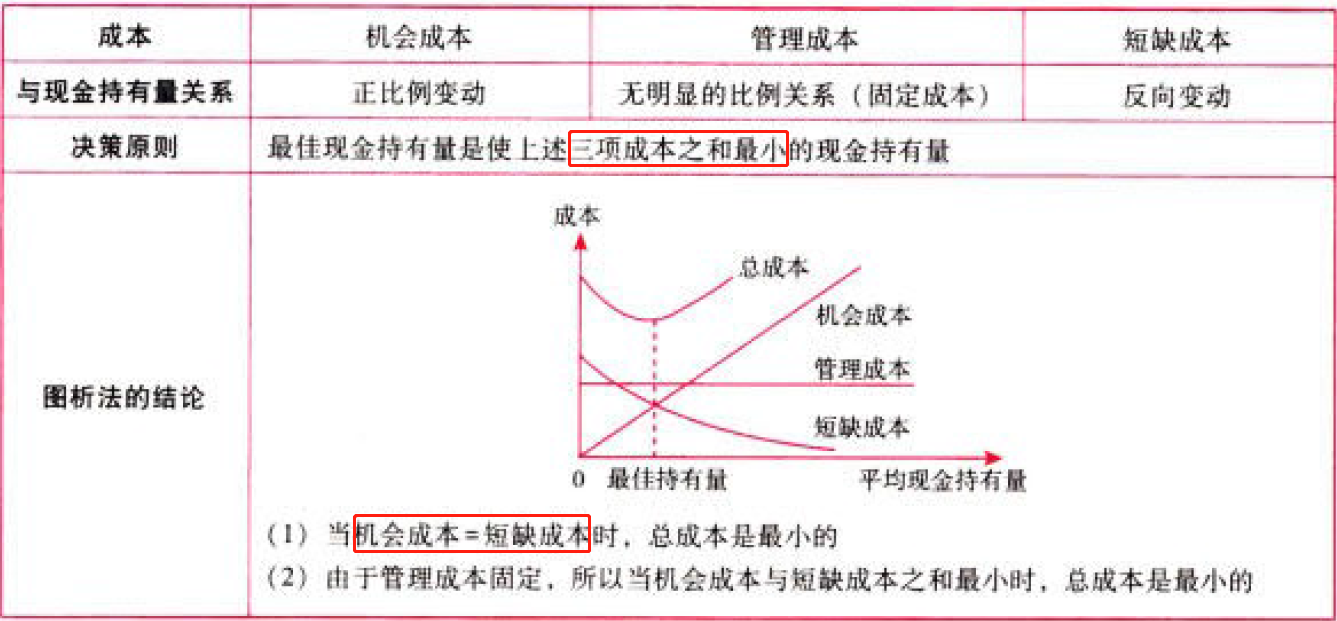 成本 机会成本 管理成本 短缺成本
与现金持有量关系 正比例变动 无明显的比例关系（固定成本） 反向变动
决策原则 最佳现金持有量是使上述三项成本之和最小的现金持有量
图析法的结论
成本
总成本
机会成本
管理成本
短缺成本
0 最佳持有量 平均现金持有量
（1）当机会成本=短缺成本时，总成本是最小的
（2）由于管理成本固定，所以当机会成本与短缺成本之和最小时，总成本是最小的